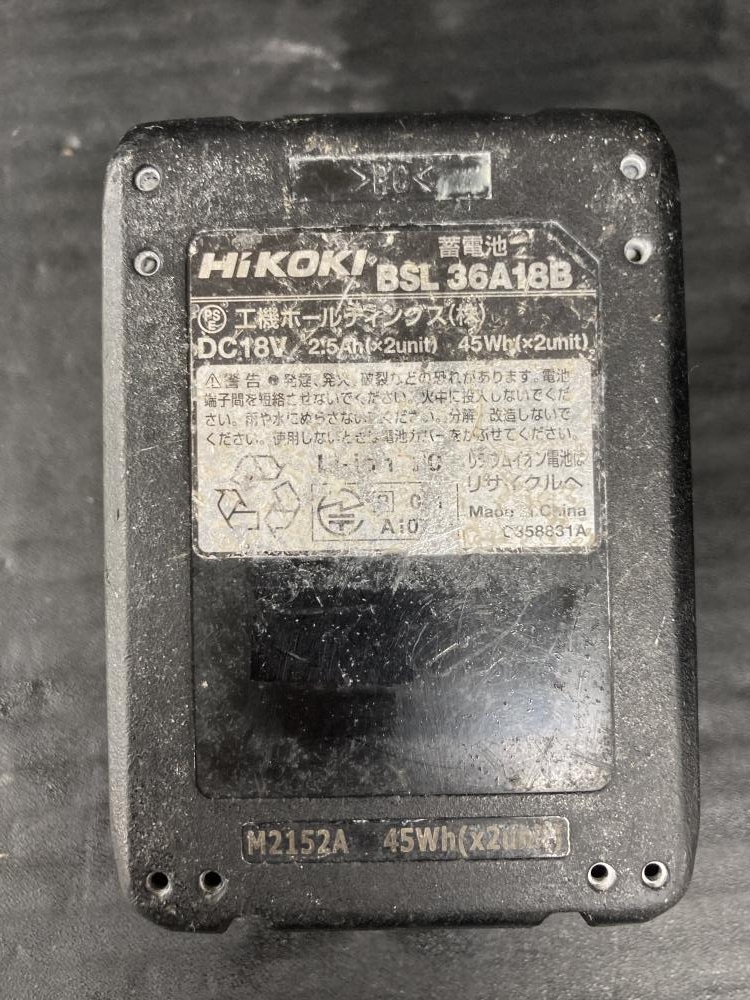 >PC<
HiKOKI 蓄電池
BSL 36A18B
PSE 工機ホールディングス(株)
DC18V 2.5Ah(×2unit) 45Wh(×2unit)
⚠警告 ● 発煙、発火、破裂などの恐れがあります。電池
端子間を短絡させないでください。火中に投入しないでくだ
さい。雨や水にぬらさないでください。分解、改造しないで
ください。使用しないときは電池カバーをかぶせてください。
Li-ion リチウムイオン電池は
リサイクルへ
Made in China
C358831A
M2152A 45Wh(x2unit)